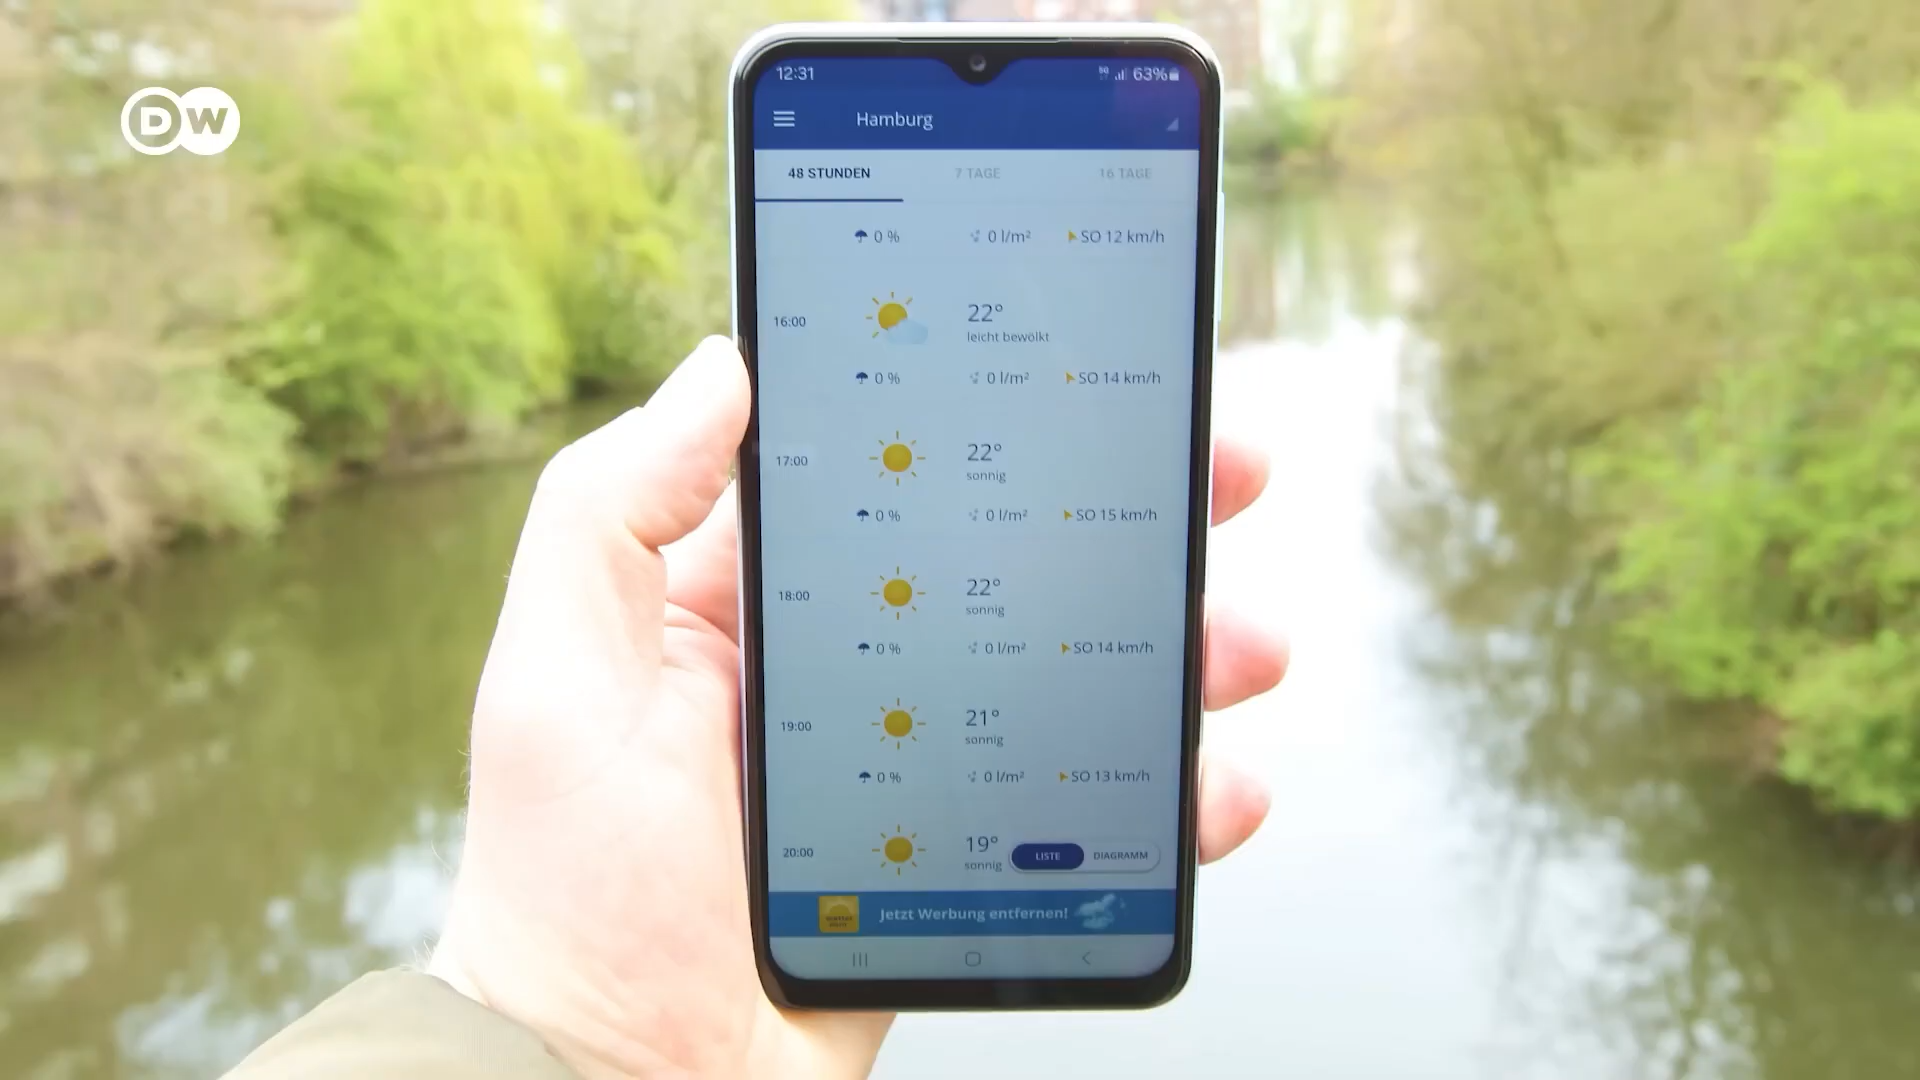 DW
12:31
5G 63%
Hamburg
48 STUNDEN 7 TAGE 16 TAGE
0 % 0 l/m² SO 12 km/h
16:00 22°
leicht bewölkt
0 % 0 l/m² SO 14 km/h
17:00 22°
sonnig
0 % 0 l/m² SO 15 km/h
18:00 22°
sonnig
0 % 0 l/m² SO 14 km/h
19:00 21°
sonnig
0 % 0 l/m² SO 13 km/h
20:00 19°
sonnig
LISTE DIAGRAMM
Jetzt Werbung entfernen!